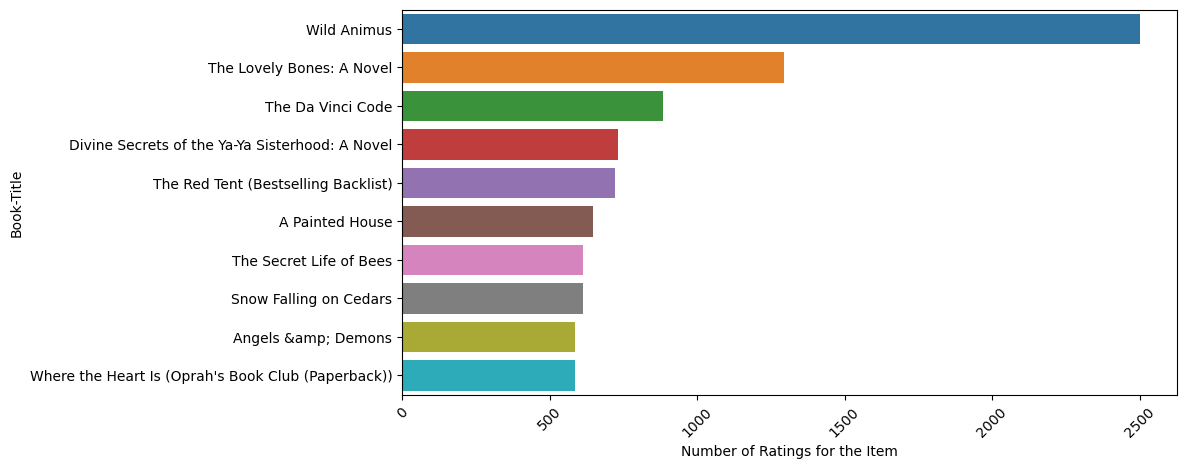 Wild Animus
The Lovely Bones: A Novel
The Da Vinci Code
Divine Secrets of the Ya-Ya Sisterhood: A Novel
The Red Tent (Bestselling Backlist)
A Painted House
The Secret Life of Bees
Snow Falling on Cedars
Angels &amp; Demons
Where the Heart Is (Oprah's Book Club (Paperback))
Book-Title
0 500 1000 1500 2000 2500
Number of Ratings for the Item